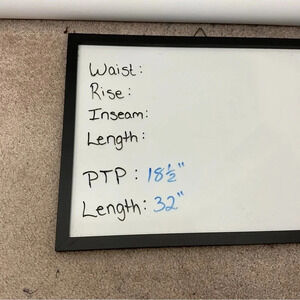 Waist:
Rise:
Inseam:
Length:
PTP: 18½"
Length: 32"